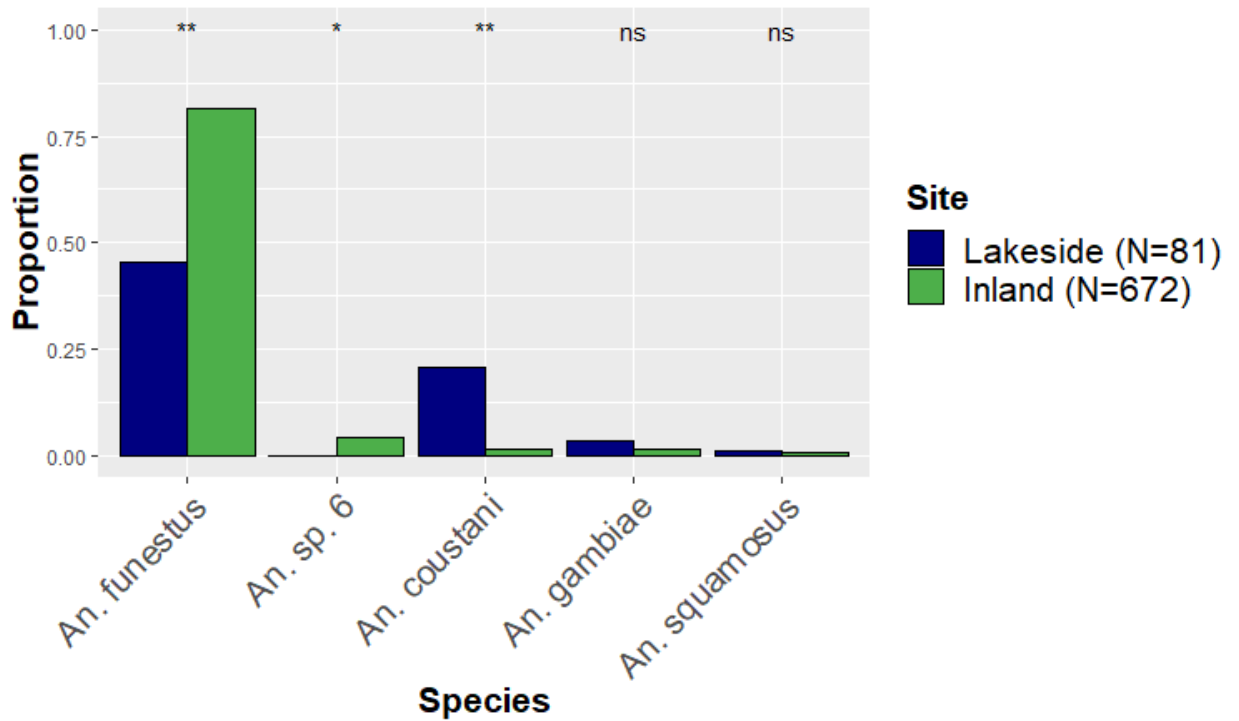 ** * ** ns ns
1.00
0.75
0.50
0.25
0.00
Proportion
An. funestus
An. sp. 6
An. coustani
An. gambiae
An. squamosus
Species
Site
Lakeside (N=81)
Inland (N=672)